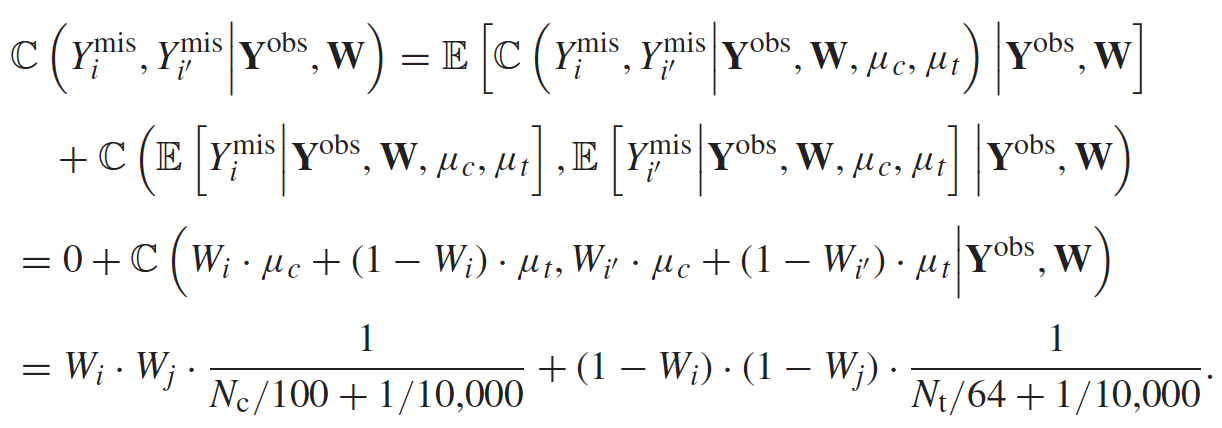 ℂ(Y_i^mis, Y_{i′}^mis | 𝐘^obs, 𝐖) = 𝔼[ℂ(Y_i^mis, Y_{i′}^mis | 𝐘^obs, 𝐖, μ_c, μ_t) | 𝐘^obs, 𝐖]
+ ℂ(𝔼[Y_i^mis | 𝐘^obs, 𝐖, μ_c, μ_t], 𝔼[Y_{i′}^mis | 𝐘^obs, 𝐖, μ_c, μ_t] | 𝐘^obs, 𝐖)
= 0 + ℂ(W_i · μ_c + (1 − W_i) · μ_t, W_{i′} · μ_c + (1 − W_{i′}) · μ_t | 𝐘^obs, 𝐖)
= W_i · W_j · 1/(N_c/100 + 1/10,000) + (1 − W_i) · (1 − W_j) · 1/(N_t/64 + 1/10,000).